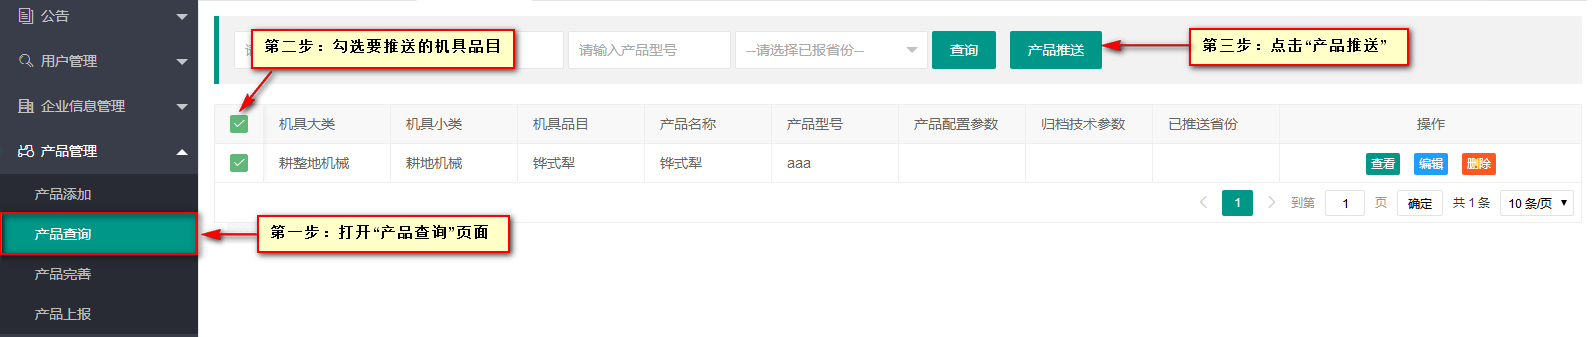 公告
用户管理
企业信息管理
产品管理
产品添加
产品查询
产品完善
产品上报
第二步：勾选要推送的机具品目
请输入产品型号
--请选择已报省份--
查询
产品推送
第三步：点击“产品推送”
机具大类 机具小类 机具品目 产品名称 产品型号 产品配置参数 归档技术参数 已推送省份 操作
耕整地机械 耕地机械 铧式犁 铧式犁 aaa 查看 编辑 删除
1 到第 1 页 确定 共 1 条 10 条/页
第一步：打开“产品查询”页面